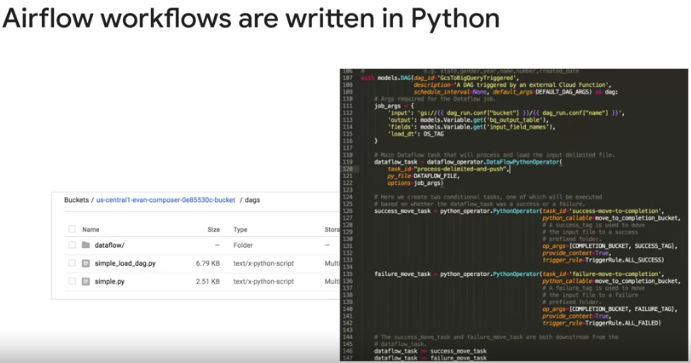 Airflow workflows are written in Python
Buckets / us-central1-evan-composer-0e85530c-bucket / dags
Name Size Type
dataflow/ — Folder —
simple_load_dag.py 6.79 KB text/x-python-script
simple.py 2.51 KB text/x-python-script
107 with models.DAG(dag_id='GcsToBigQueryTriggered',
108 description='A DAG triggered by an external Cloud function',
109 schedule_interval=None, default_args=DEFAULT_DAG_ARGS) as dag:
110 # Args required for the Dataflow job.
111 job_args = {
112 'input': 'gs://{{ dag_run.conf["bucket"] }}/{{ dag_run.conf["name"] }}',
113 'output': models.Variable.get('bq_output_table'),
114 'fields': models.Variable.get('input_field_names'),
115 'load_dt': DS_TAG
116 }
117
118 # Main Dataflow task that will process and load the input delimited file.
119 dataflow_task = dataflow_operator.DataFlowPythonOperator(
120 task_id="process-delimited-and-push",
121 py_file=DATAFLOW_FILE,
122 options=job_args)
123
124 # Here we create two conditional tasks, one of which will be executed
125 # based on whether the dataflow_task was a success or a failure.
126 success_move_task = python_operator.PythonOperator(task_id='success-move-to-completion',
127 python_callable=move_to_completion_bucket,
128 # A success_tag is used to move
129 # the input file to a success
130 # prefixed folder.
131 op_args=[COMPLETION_BUCKET, SUCCESS_TAG],
132 provide_context=True,
133 trigger_rule=TriggerRule.ALL_SUCCESS)
134
135 failure_move_task = python_operator.PythonOperator(task_id='failure-move-to-completion',
136 python_callable=move_to_completion_bucket,
137 # A failure_tag is used to move
138 # the input file to a failure
139 # prefixed folder.
140 op_args=[COMPLETION_BUCKET, FAILURE_TAG],
141 provide_context=True,
142 trigger_rule=TriggerRule.ALL_FAILED)
143
144 # The success_move_task and failure_move_task are both downstream from the
145 # dataflow_task.
146 dataflow_task >> success_move_task
147 dataflow_task >> failure_move_task